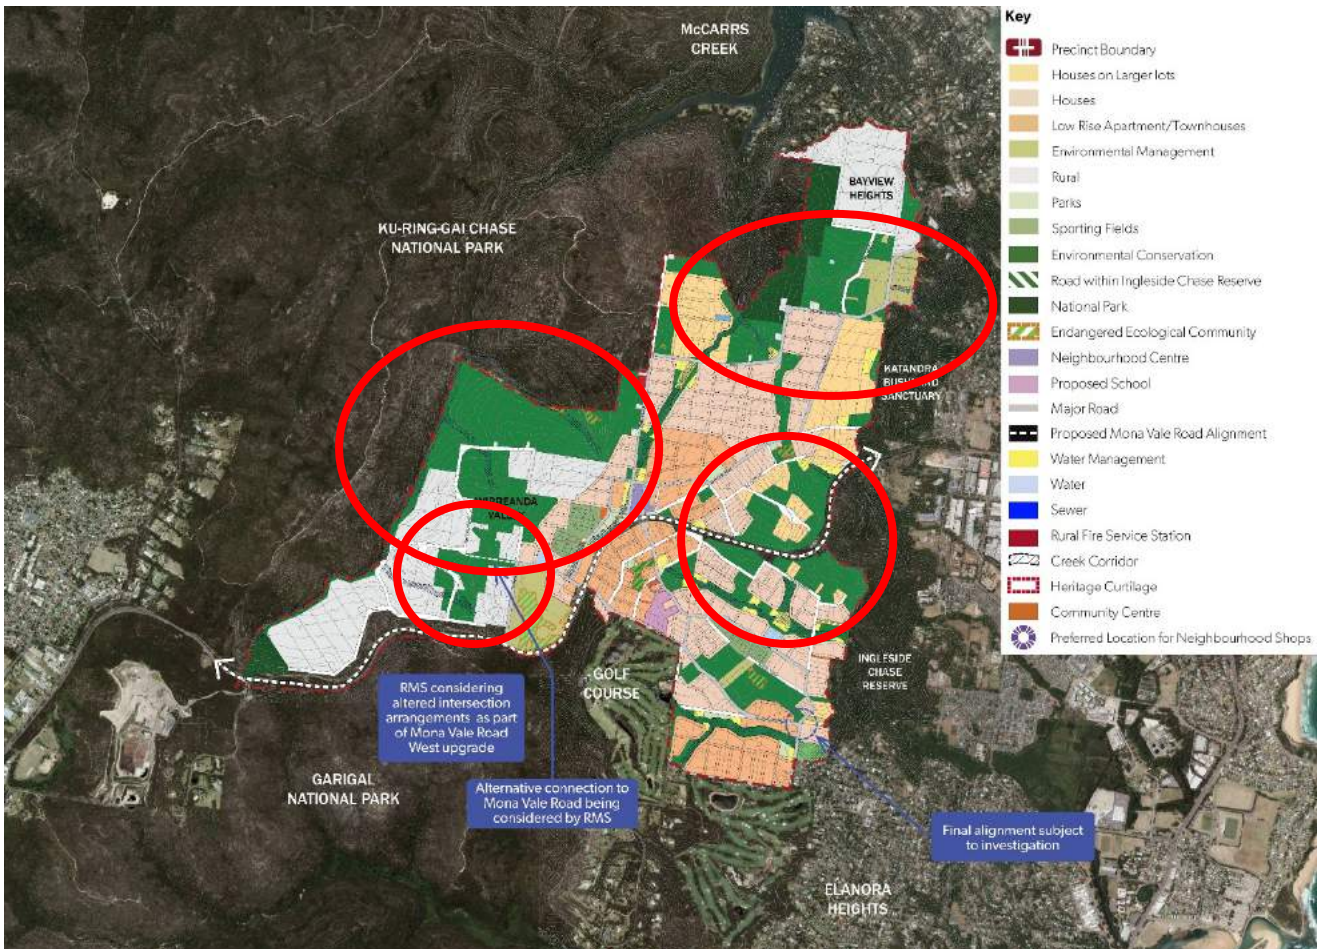 McCARRS
CREEK
KU-RING-GAI CHASE
NATIONAL PARK
BAYVIEW
HEIGHTS
KATANDRA
BUSHLAND
SANCTUARY
WIRREANDA
VALLEY
INGLESIDE
CHASE
RESERVE
GOLF
COURSE
GARIGAL
NATIONAL PARK
ELANORA
HEIGHTS
RMS considering
altered intersection
arrangements as part
of Mona Vale Road
West upgrade
Alternative connection to
Mona Vale Road being
considered by RMS
Final alignment subject
to investigation
Key
Precinct Boundary
Houses on Larger lots
Houses
Low Rise Apartment/Townhouses
Environmental Management
Rural
Parks
Sporting Fields
Environmental Conservation
Road within Ingleside Chase Reserve
National Park
Endangered Ecological Community
Neighbourhood Centre
Proposed School
Major Road
Proposed Mona Vale Road Alignment
Water Management
Water
Sewer
Rural Fire Service Station
Creek Corridor
Heritage Curtilage
Community Centre
Preferred Location for Neighbourhood Shops